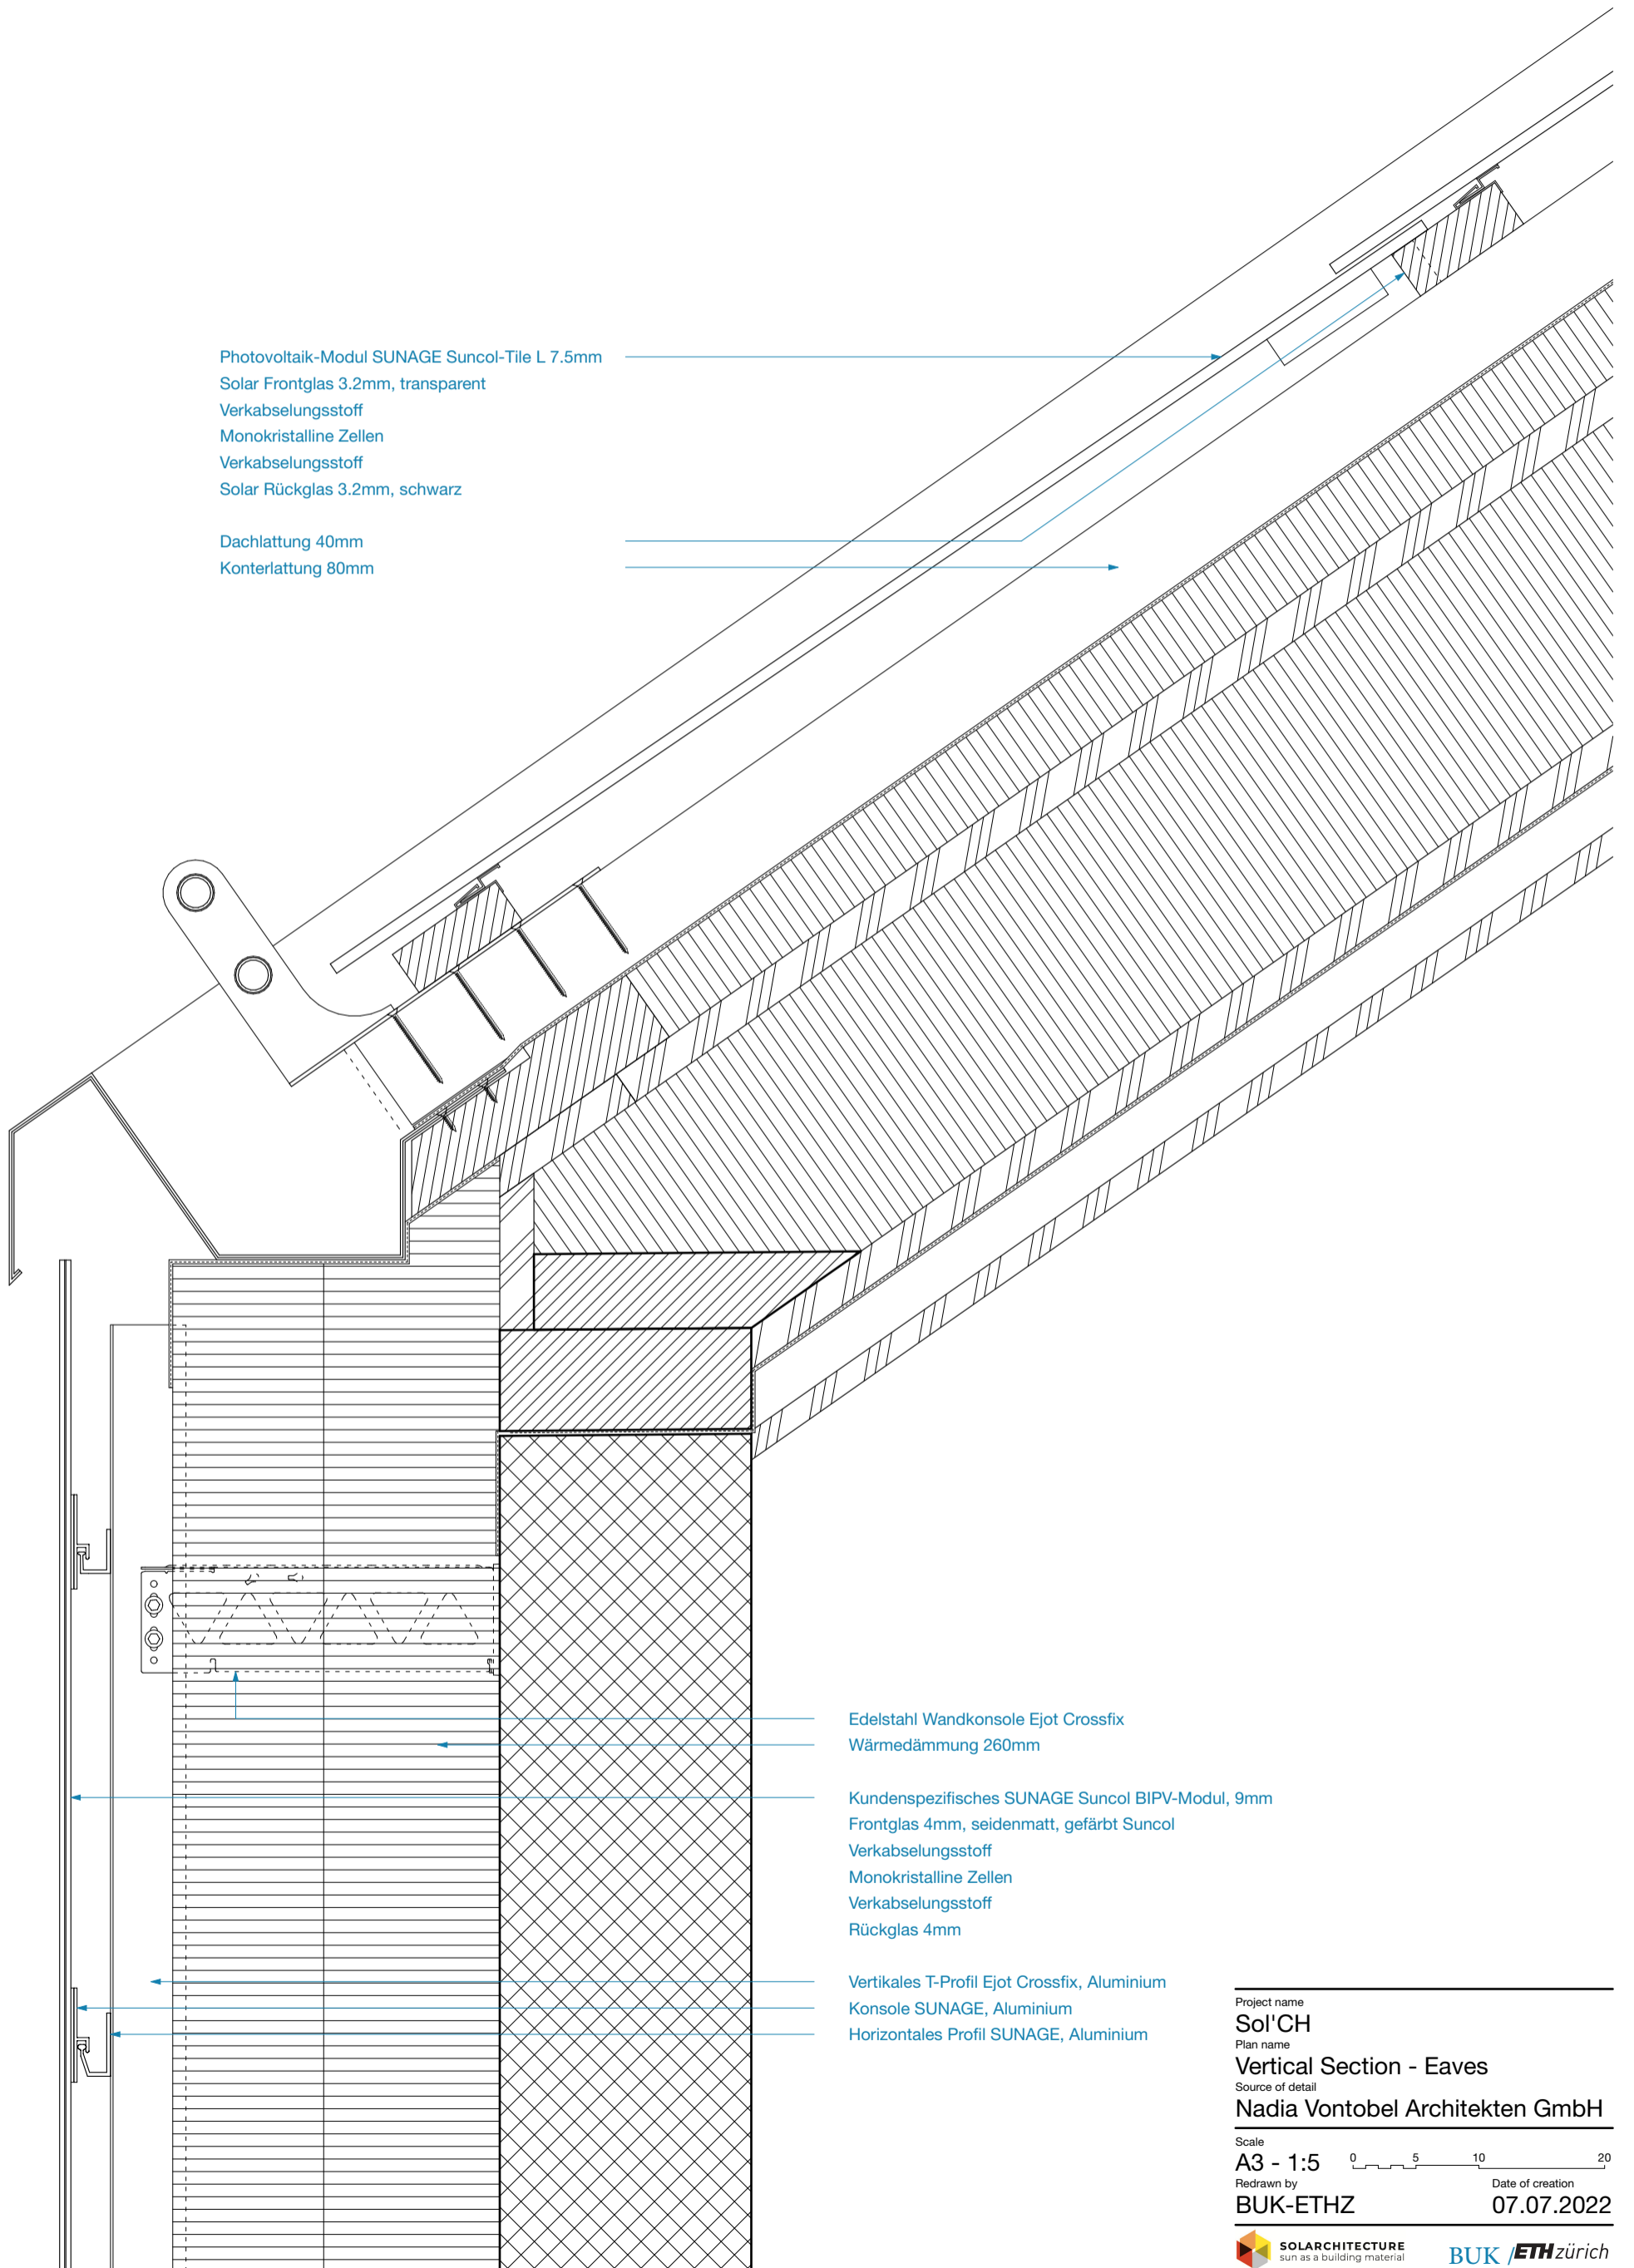 Photovoltaik-Modul SUNAGE Suncol-Tile L 7.5mm
Solar Frontglas 3.2mm, transparent
Verkabselungsstoff
Monokristalline Zellen
Verkabselungsstoff
Solar Rückglas 3.2mm, schwarz
Dachlattung 40mm
Konterlattung 80mm
Edelstahl Wandkonsole Ejot Crossfix
Wärmedämmung 260mm
Kundenspezifisches SUNAGE Suncol BIPV-Modul, 9mm
Frontglas 4mm, seidenmatt, gefärbt Suncol
Verkabselungsstoff
Monokristalline Zellen
Verkabselungsstoff
Rückglas 4mm
Vertikales T-Profil Ejot Crossfix, Aluminium
Konsole SUNAGE, Aluminium
Horizontales Profil SUNAGE, Aluminium
Project name
Sol'CH
Plan name
Vertical Section - Eaves
Source of detail
Nadia Vontobel Architekten GmbH
Scale
A3 - 1:5
0 5 10 20
Redrawn by Date of creation
BUK-ETHZ 07.07.2022
SOLARCHITECTURE
sun as a building material
BUK / ETH zürich